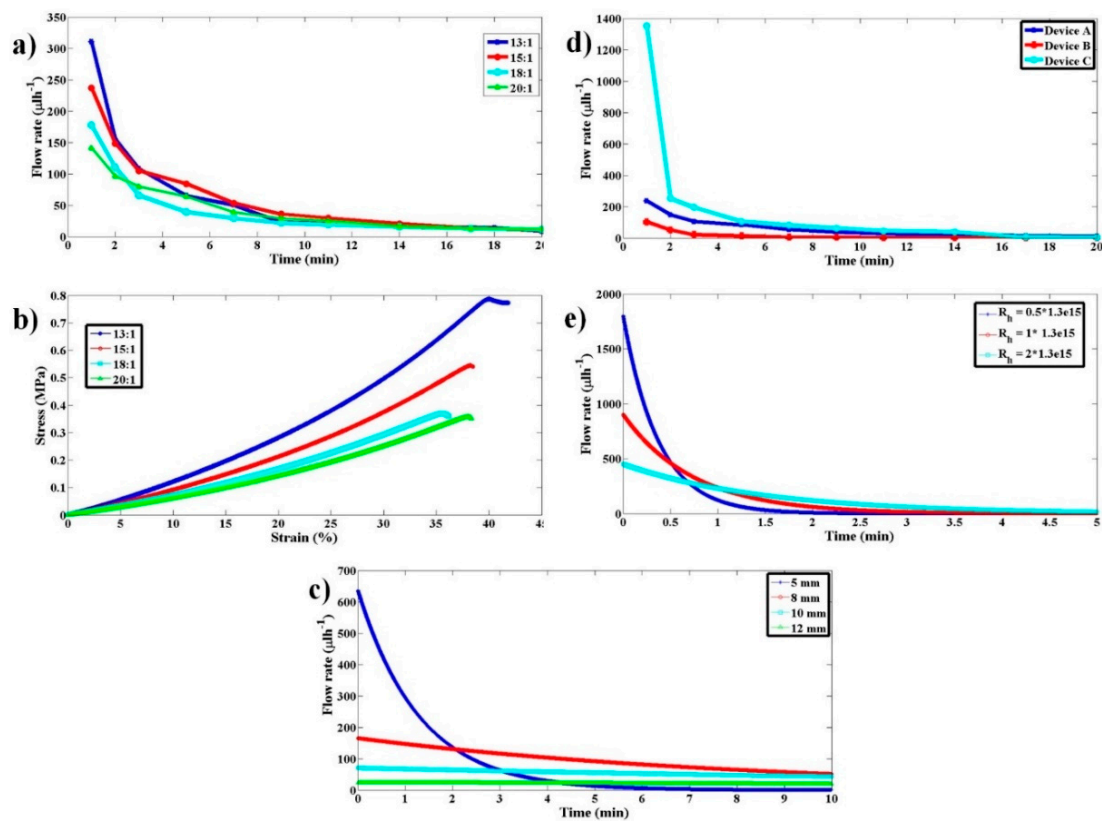 a)
350
300
250
200
150
100
50
0
Flow rate (μlh⁻¹)
13:1
15:1
18:1
20:1
0 2 4 6 8 10 12 14 16 18 20
Time (min)
d)
1400
1200
1000
800
600
400
200
0
Flow rate (μlh⁻¹)
Device A
Device B
Device C
0 2 4 6 8 10 12 14 16 18 20
Time (min)
b)
0.8
0.7
0.6
0.5
0.4
0.3
0.2
0.1
0
Stress (MPa)
13:1
15:1
18:1
20:1
0 5 10 15 20 25 30 35 40 45
Strain (%)
e)
2000
1500
1000
500
0
Flow rate (μlh⁻¹)
R_h = 0.5*1.3e15
R_h = 1* 1.3e15
R_h = 2*1.3e15
0 0.5 1 1.5 2 2.5 3 3.5 4 4.5 5
Time (min)
c)
700
600
500
400
300
200
100
0
Flow rate (μlh⁻¹)
5 mm
8 mm
10 mm
12 mm
0 1 2 3 4 5 6 7 8 9 10
Time (min)